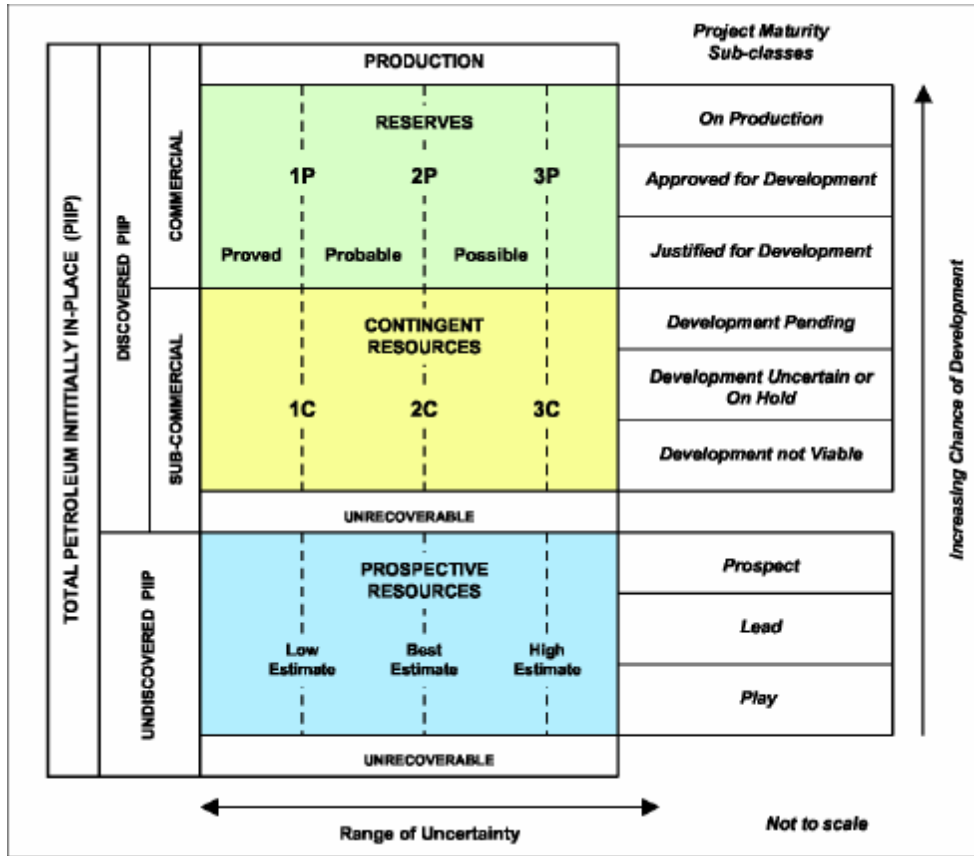 Project Maturity
Sub-classes
PRODUCTION
RESERVES
1P 2P 3P
Proved Probable Possible
On Production
Approved for Development
Justified for Development
CONTINGENT
RESOURCES
1C 2C 3C
Development Pending
Development Uncertain or
On Hold
Development not Viable
UNRECOVERABLE
PROSPECTIVE
RESOURCES
Low
Estimate
Best
Estimate
High
Estimate
Prospect
Lead
Play
UNRECOVERABLE
TOTAL PETROLEUM INITITIALLY IN-PLACE (PIIP)
DISCOVERED PIIP
UNDISCOVERED PIIP
COMMERCIAL
SUB-COMMERCIAL
Increasing Chance of Development
Range of Uncertainty
Not to scale